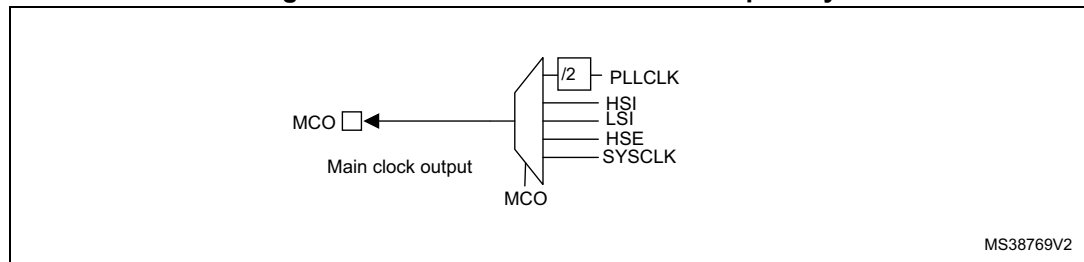 /2 PLLCLK
HSI
LSI
MCO
HSE
SYSCLK
Main clock output
MCO
MS38769V2